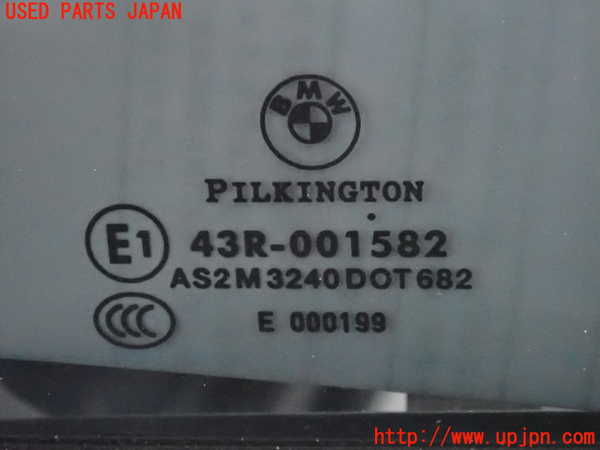 USED PARTS JAPAN
BMW
PILKINGTON
E1 43R-001582
AS2 M3240 DOT 682
CCC E 000199
http://www.upjpn.com/